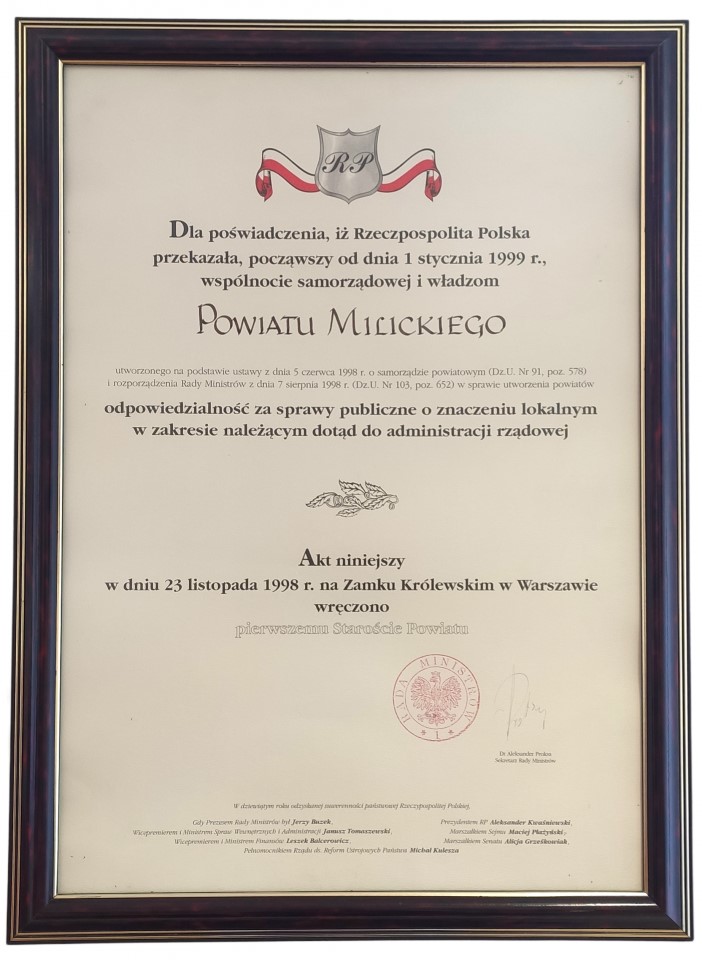 RP
Dla poświadczenia, iż Rzeczpospolita Polska
przekazała, począwszy od dnia 1 stycznia 1999 r.,
wspólnocie samorządowej i władzom
POWIATU MILICKIEGO
utworzonego na podstawie ustawy z dnia 5 czerwca 1998 r. o samorządzie powiatowym (Dz.U. Nr 91, poz. 578)
i rozporządzenia Rady Ministrów z dnia 7 sierpnia 1998 r. (Dz.U. Nr 103, poz. 652) w sprawie utworzenia powiatów
odpowiedzialność za sprawy publiczne o znaczeniu lokalnym
w zakresie należącym dotąd do administracji rządowej
Akt niniejszy
w dniu 23 listopada 1998 r. na Zamku Królewskim w Warszawie
wręczono
pierwszemu Staroście Powiatu
RADA MINISTRÓW
* 1 *
Dr Aleksander Proksa
Sekretarz Rady Ministrów
W dziewiątym roku odzyskanej suwerenności państwowej Rzeczypospolitej Polskiej,
Gdy Prezesem Rady Ministrów był Jerzy Buzek, Prezydentem RP Aleksander Kwaśniewski,
Wicepremierem i Ministrem Spraw Wewnętrznych i Administracji Janusz Tomaszewski, Marszałkiem Sejmu Maciej Płażyński,
Wicepremierem i Ministrem Finansów Leszek Balcerowicz, Marszałkiem Senatu Alicja Grześkowiak,
Pełnomocnikiem Rządu ds. Reform Ustrojowych Państwa Michał Kulesza